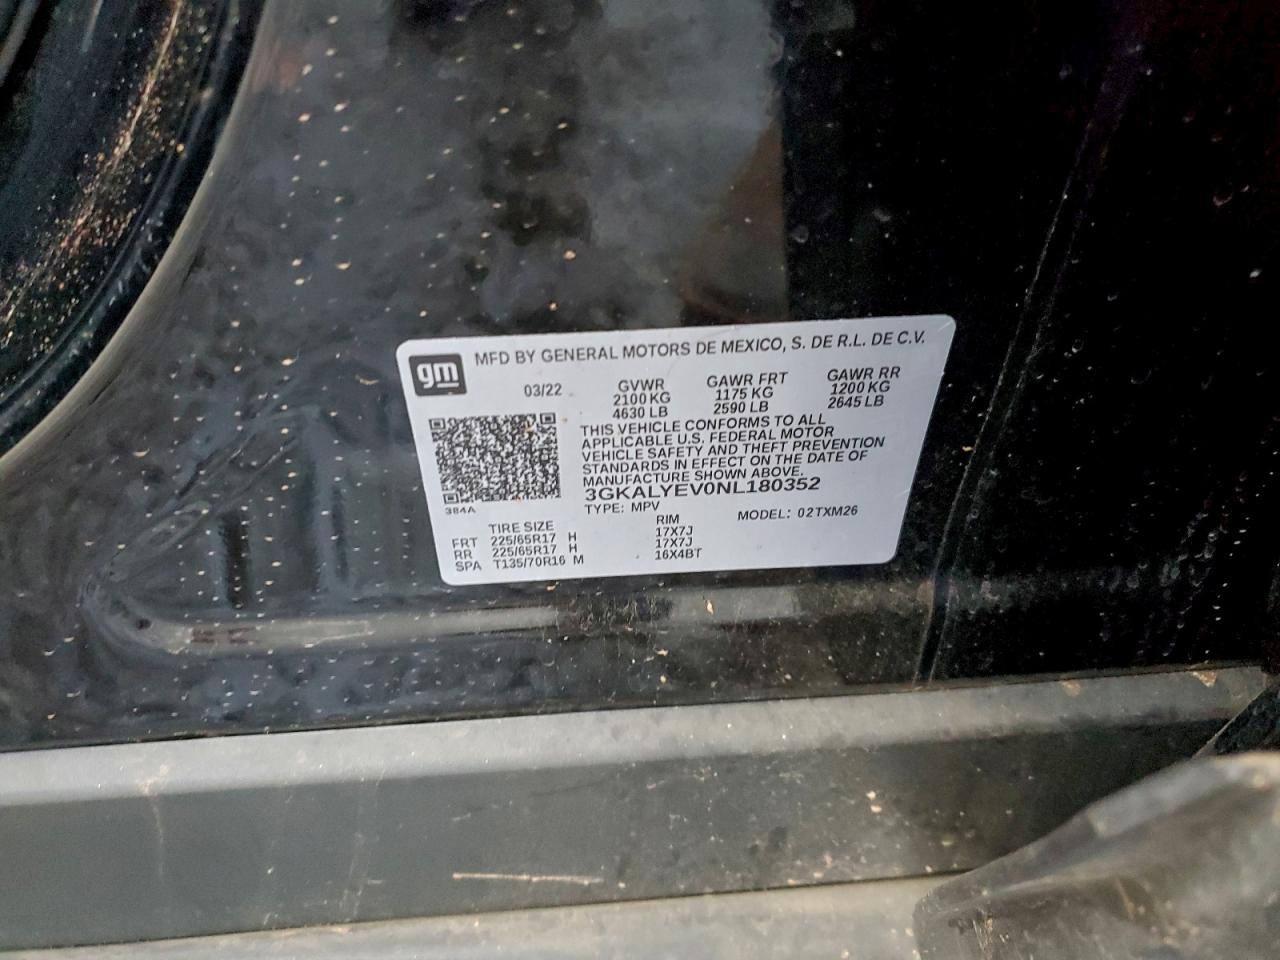 gm
MFD BY GENERAL MOTORS DE MEXICO, S. DE R.L. DE C.V.
03/22
GVWR GAWR FRT GAWR RR
2100 KG 1175 KG 1200 KG
4630 LB 2590 LB 2645 LB
THIS VEHICLE CONFORMS TO ALL
APPLICABLE U.S. FEDERAL MOTOR
VEHICLE SAFETY AND THEFT PREVENTION
STANDARDS IN EFFECT ON THE DATE OF
MANUFACTURE SHOWN ABOVE.
3GKALYEV0NL180352
384A
TYPE: MPV MODEL: 02TXM26
TIRE SIZE RIM
FRT 225/65R17 H 17X7J
RR 225/65R17 H 17X7J
SPA T135/70R16 M 16X4BT